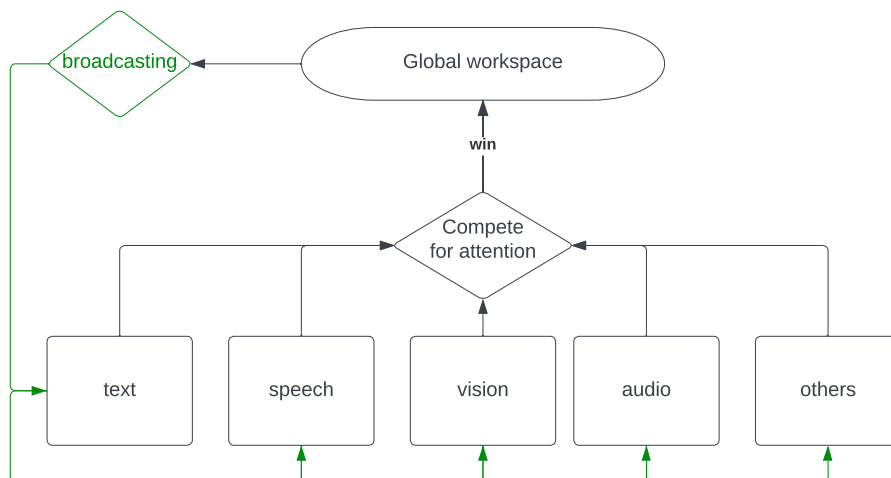 broadcasting
Global workspace
win
Compete
for attention
text
speech
vision
audio
others